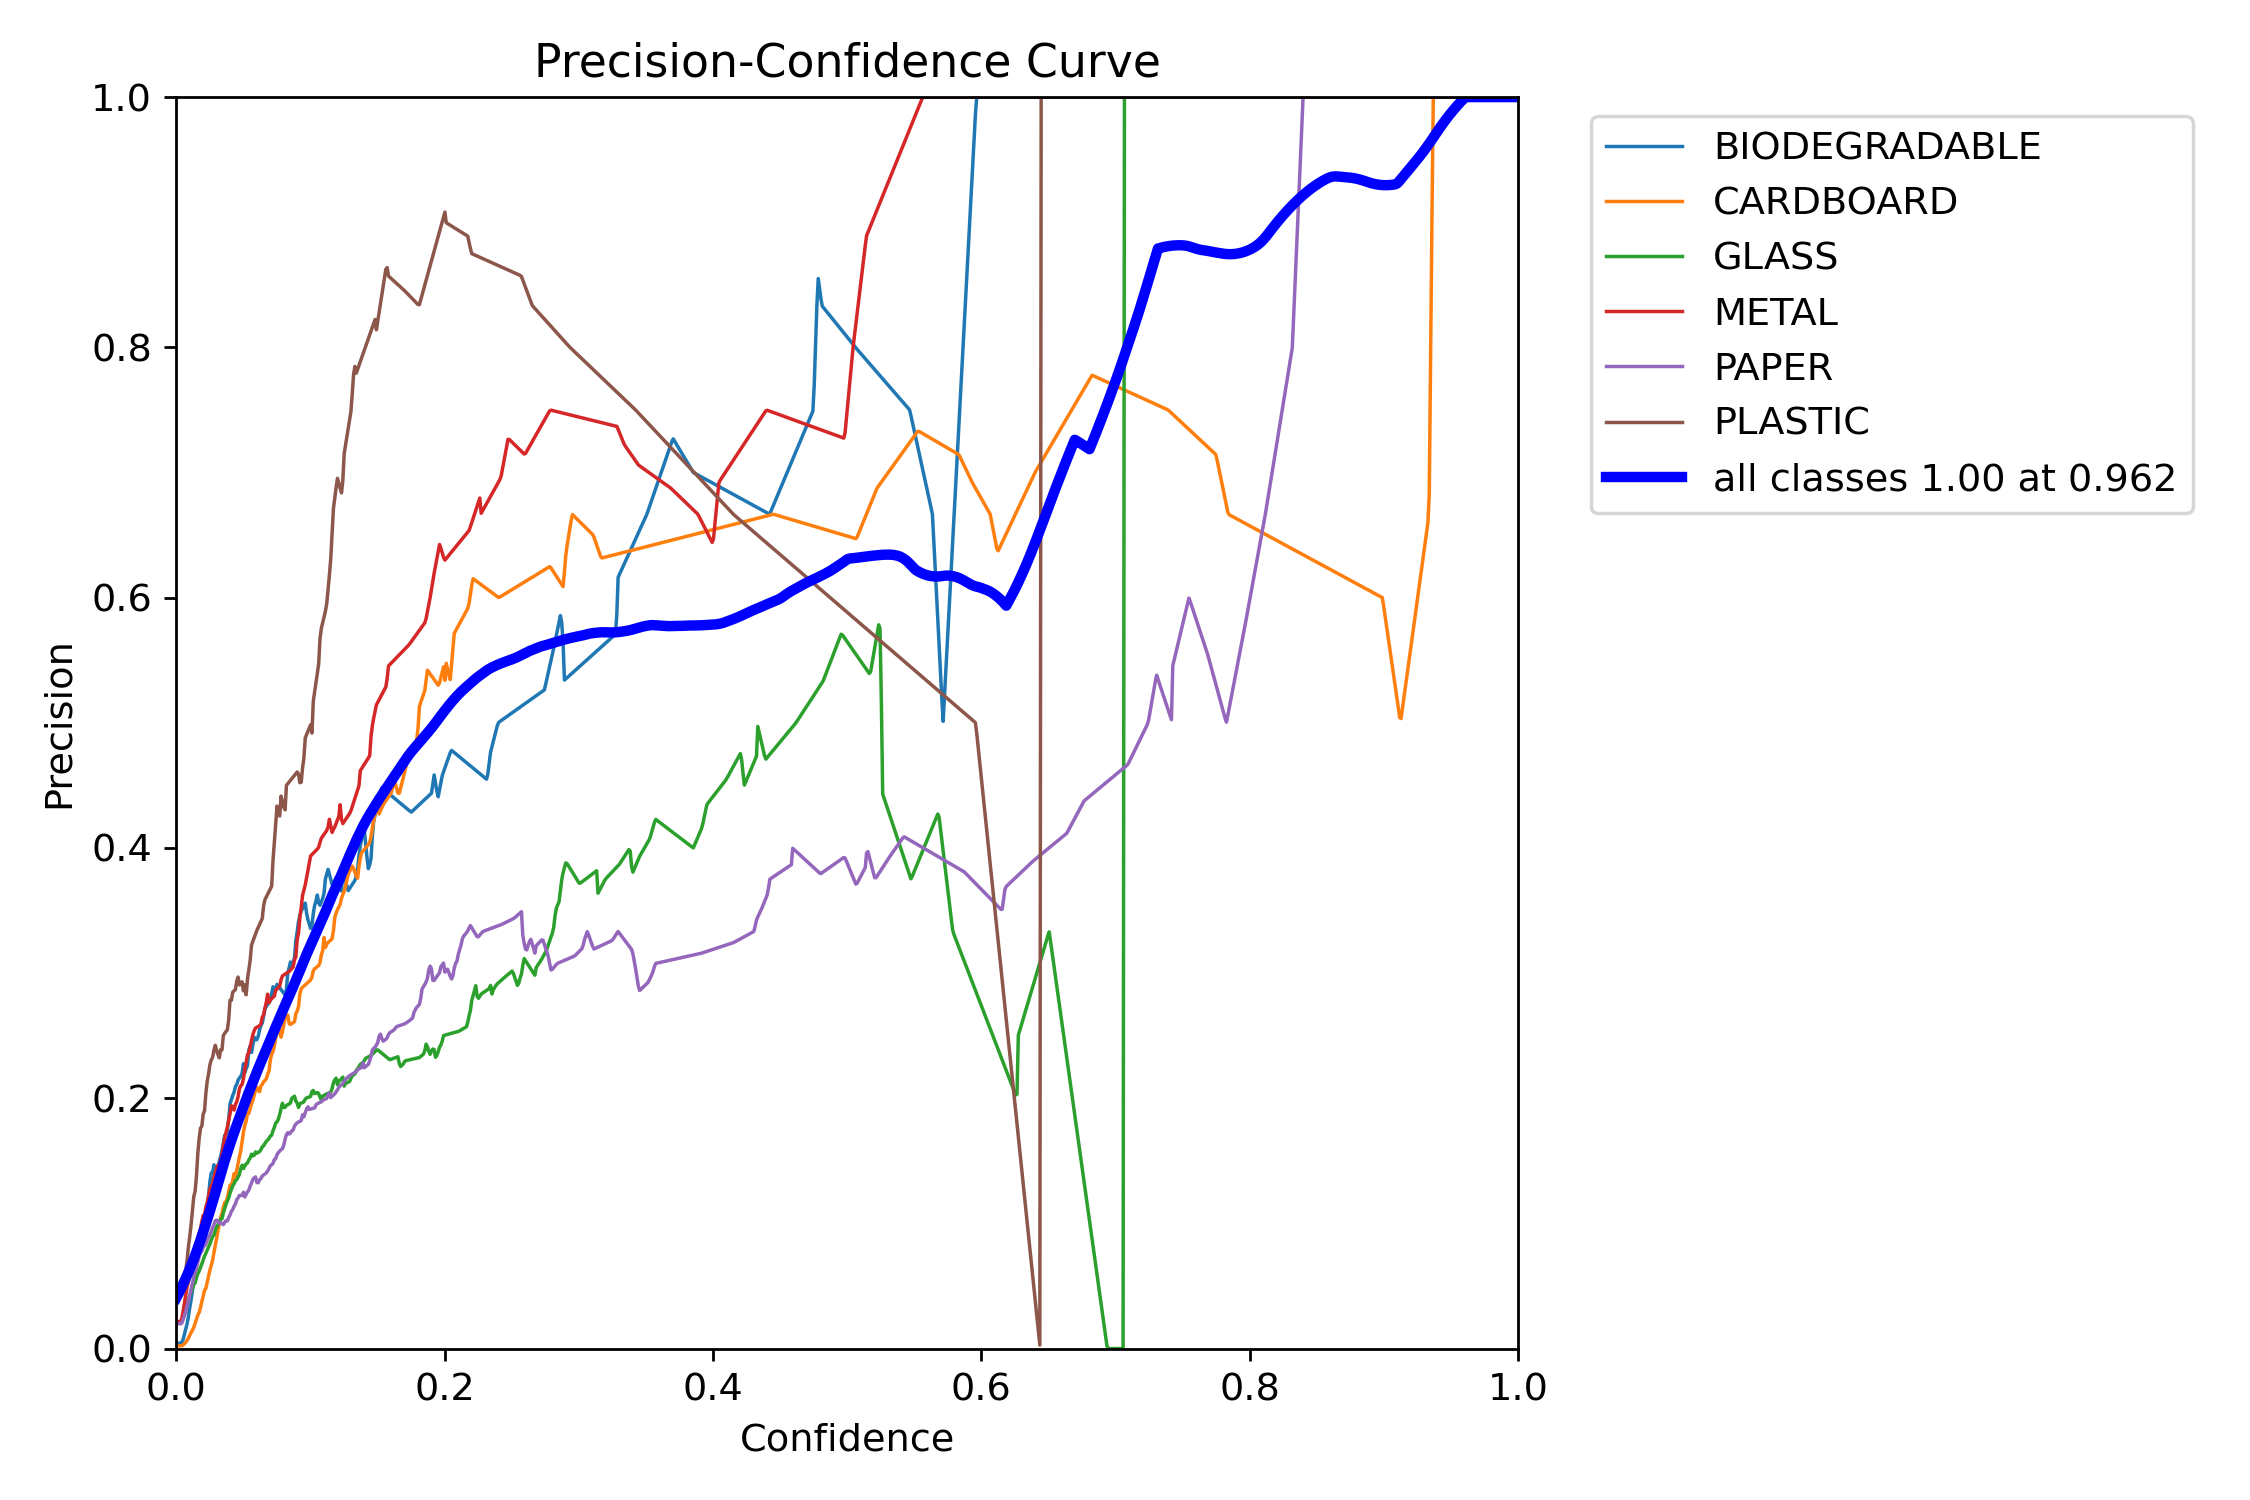 Precision-Confidence Curve
1.0
0.8
0.6
0.4
0.2
0.0
Precision
0.0 0.2 0.4 0.6 0.8 1.0
Confidence
BIODEGRADABLE
CARDBOARD
GLASS
METAL
PAPER
PLASTIC
all classes 1.00 at 0.962